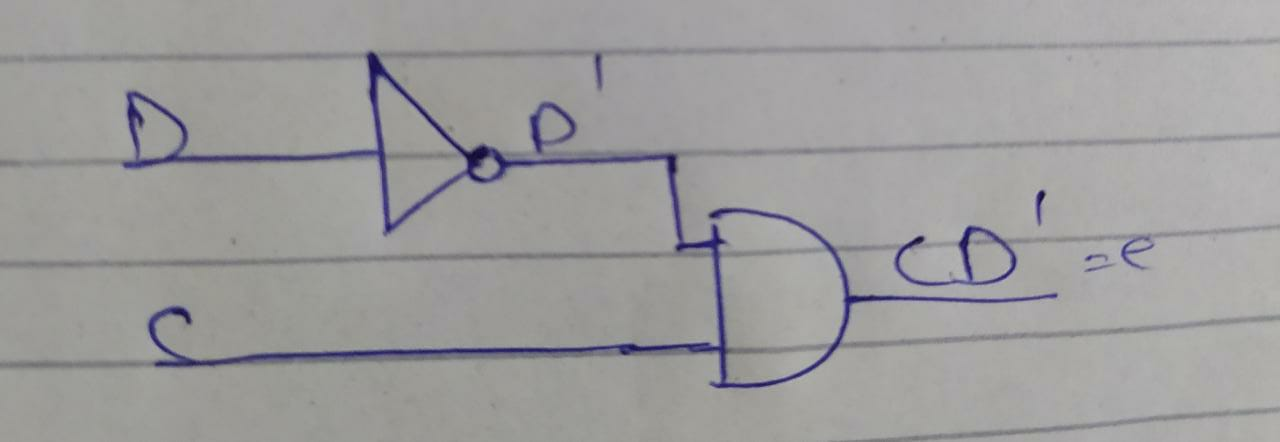 D
D'
CD' = e
C